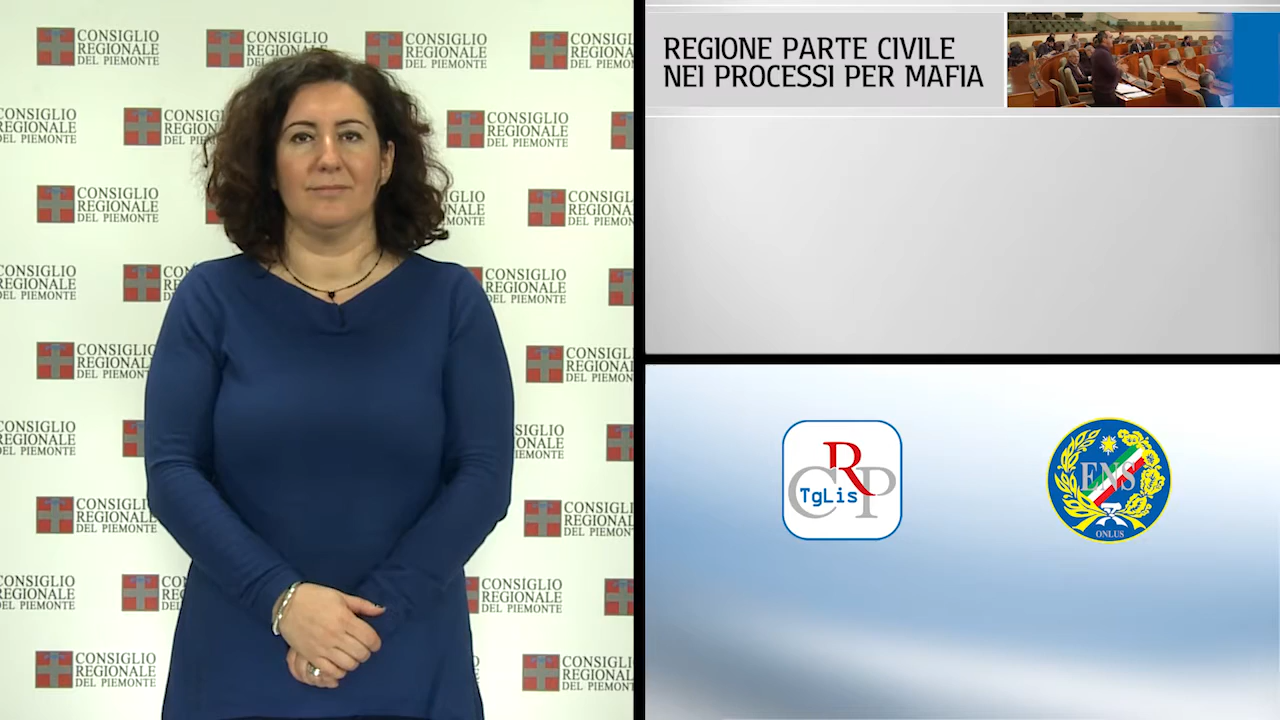 CONSIGLIO
REGIONALE
DEL PIEMONTE
REGIONE PARTE CIVILE
NEI PROCESSI PER MAFIA
CRP
TgLis
ENS
ONLUS